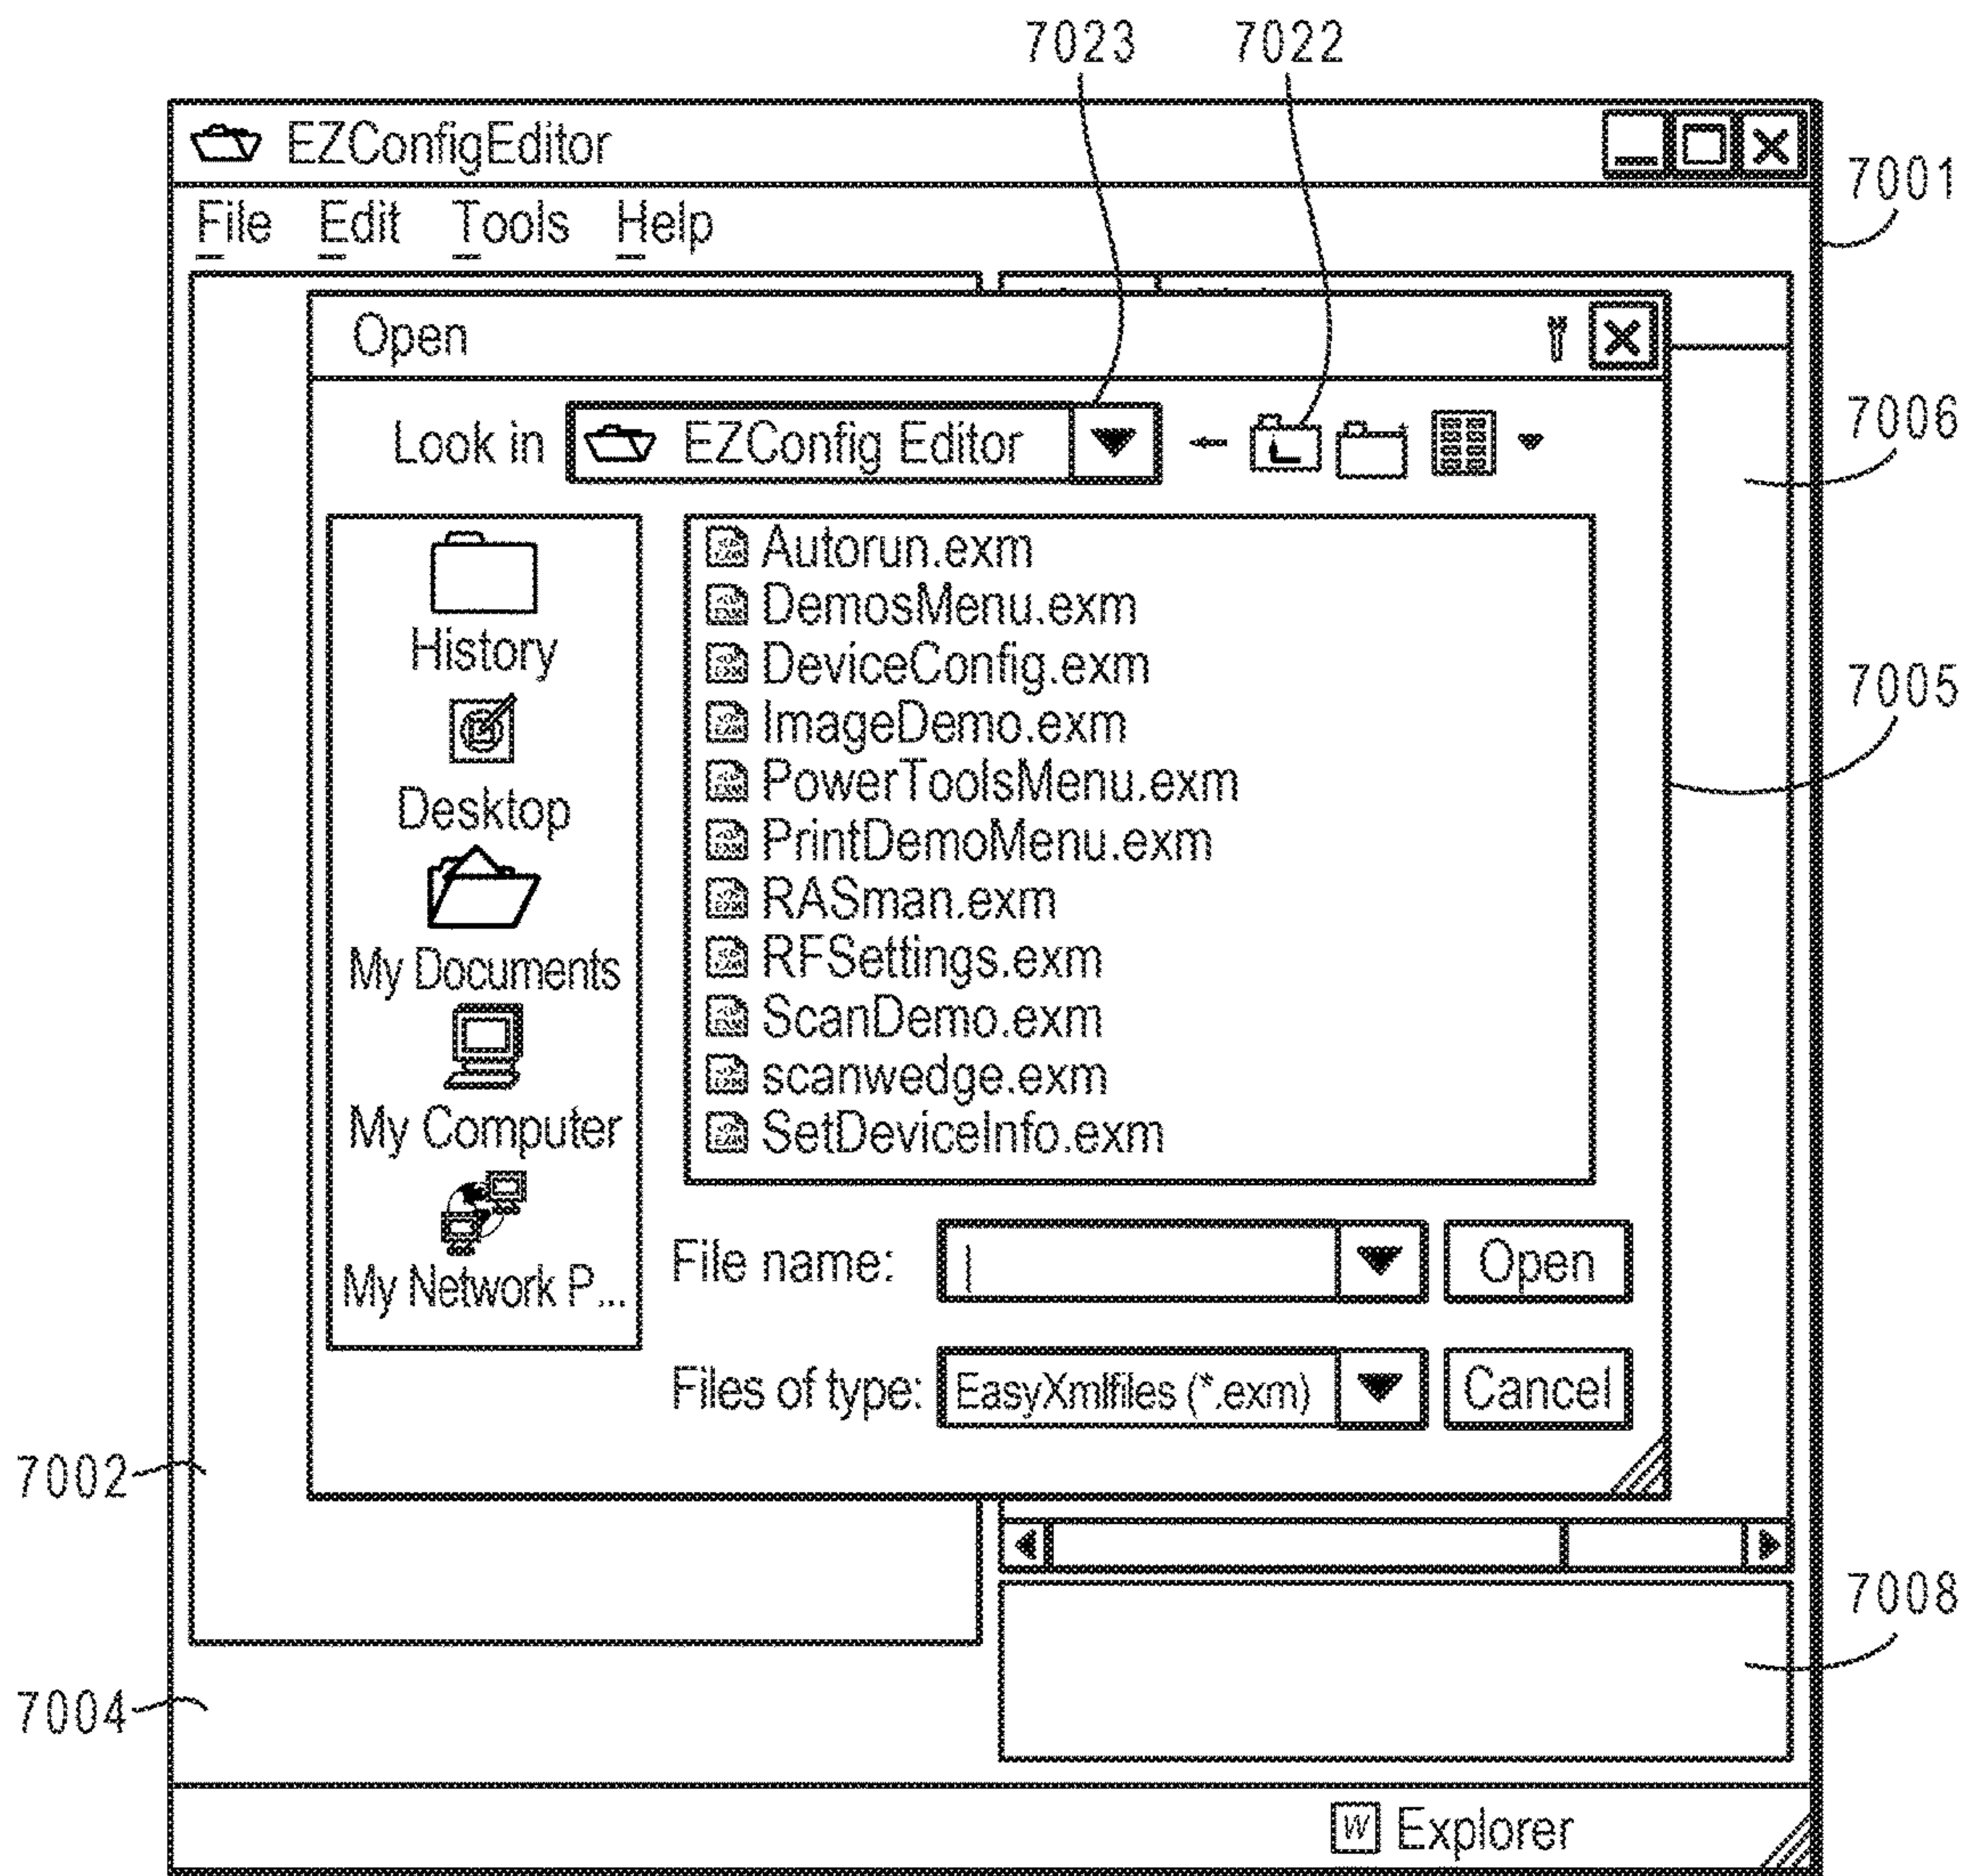 7023 7022
EZConfigEditor
7001
File Edit Tools Help
Open
7006
Look in EZConfig Editor
History
Desktop
My Documents
My Computer
My Network P...
Autorun.exm
DemosMenu.exm
DeviceConfig.exm
ImageDemo.exm
PowerToolsMenu.exm
PrintDemoMenu.exm
RASman.exm
RFSettings.exm
ScanDemo.exm
scanwedge.exm
SetDeviceInfo.exm
7005
File name: Open
Files of type: EasyXmlfiles (*.exm) Cancel
7002
7008
7004
W Explorer